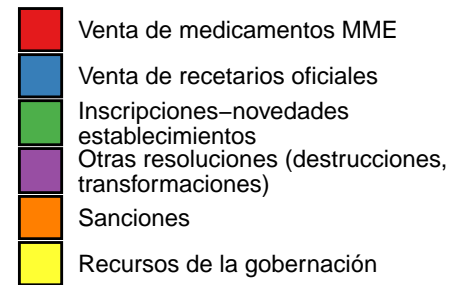 Venta de medicamentos MME
Venta de recetarios oficiales
Inscripciones−novedades
establecimientos
Otras resoluciones (destrucciones,
transformaciones)
Sanciones
Recursos de la gobernación